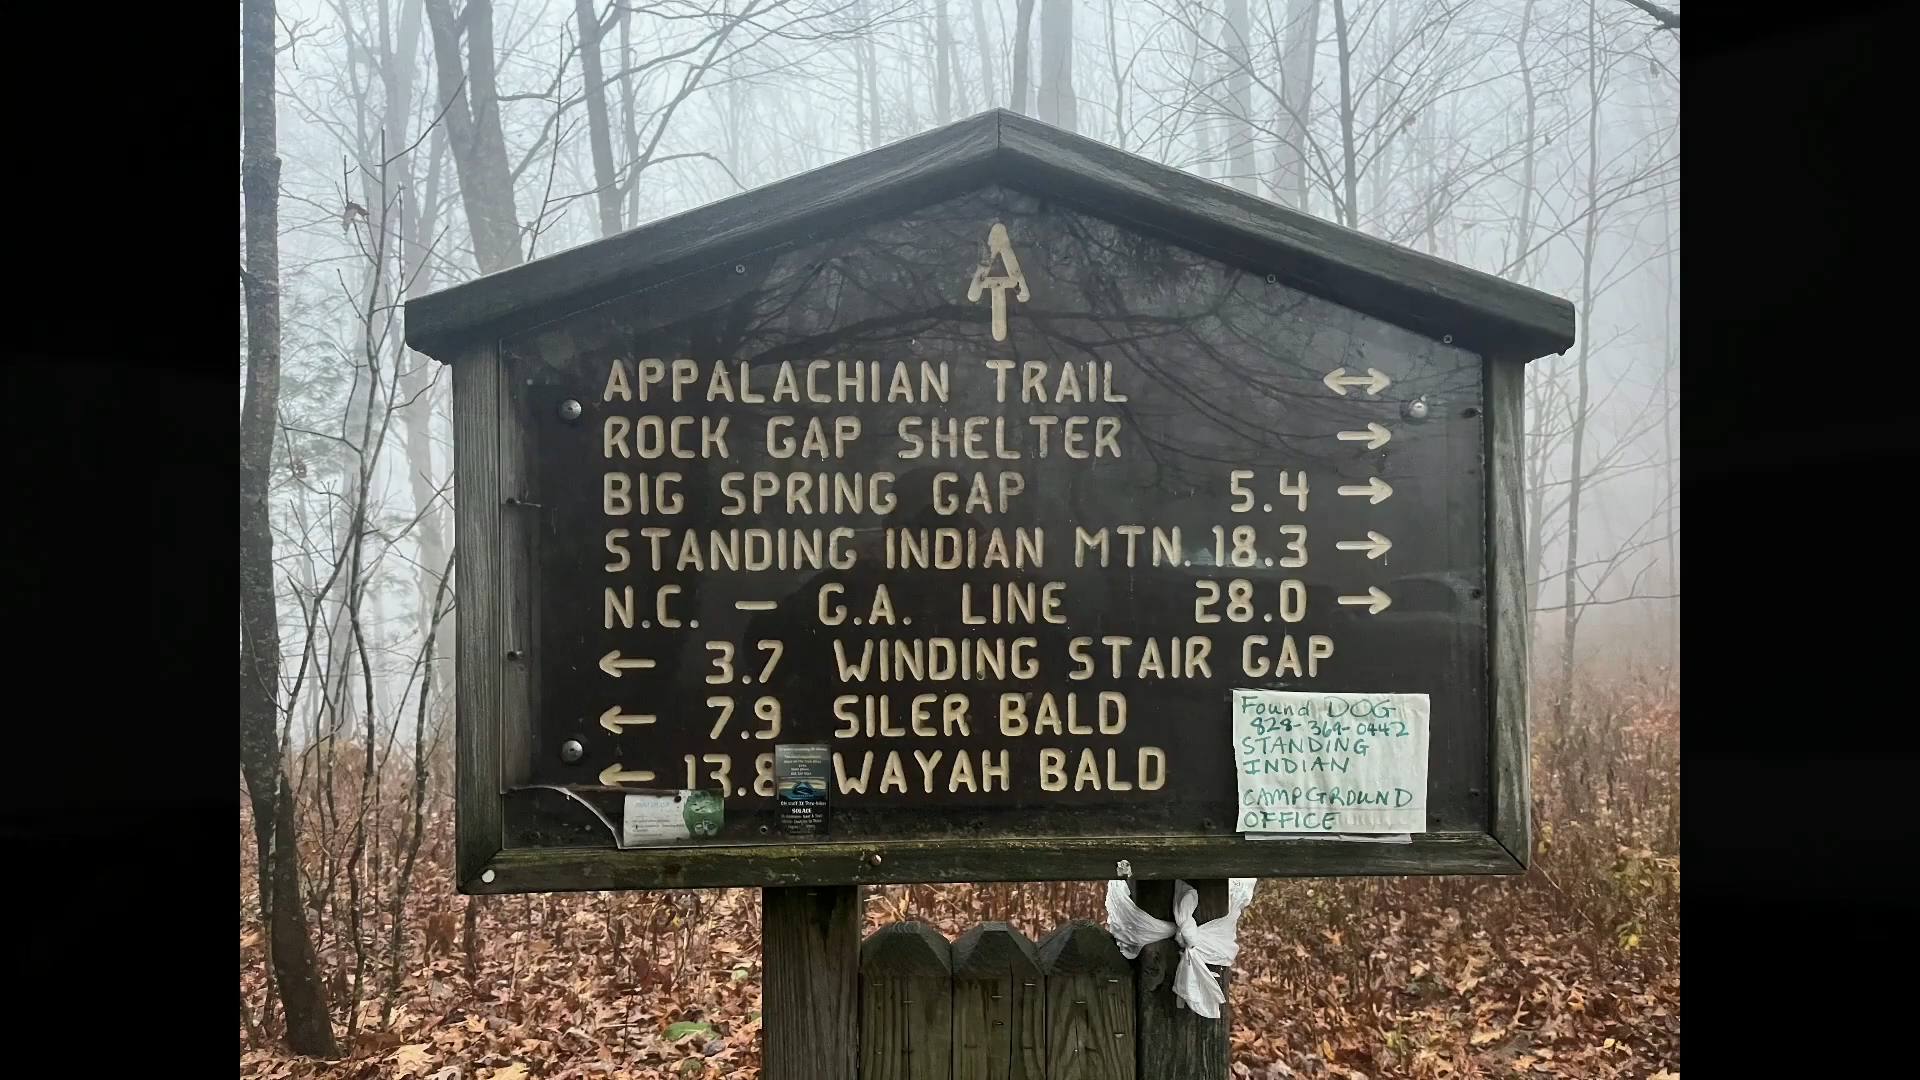 AT
APPALACHIAN TRAIL ↔
ROCK GAP SHELTER →
BIG SPRING GAP 5.4 →
STANDING INDIAN MTN. 18.3 →
N.C. — G.A. LINE 28.0 →
← 3.7 WINDING STAIR GAP
← 7.9 SILER BALD
← 13.8 WAYAH BALD
Found DOG
828-369-0442
STANDING
INDIAN
CAMPGROUND
OFFICE
SOLACE